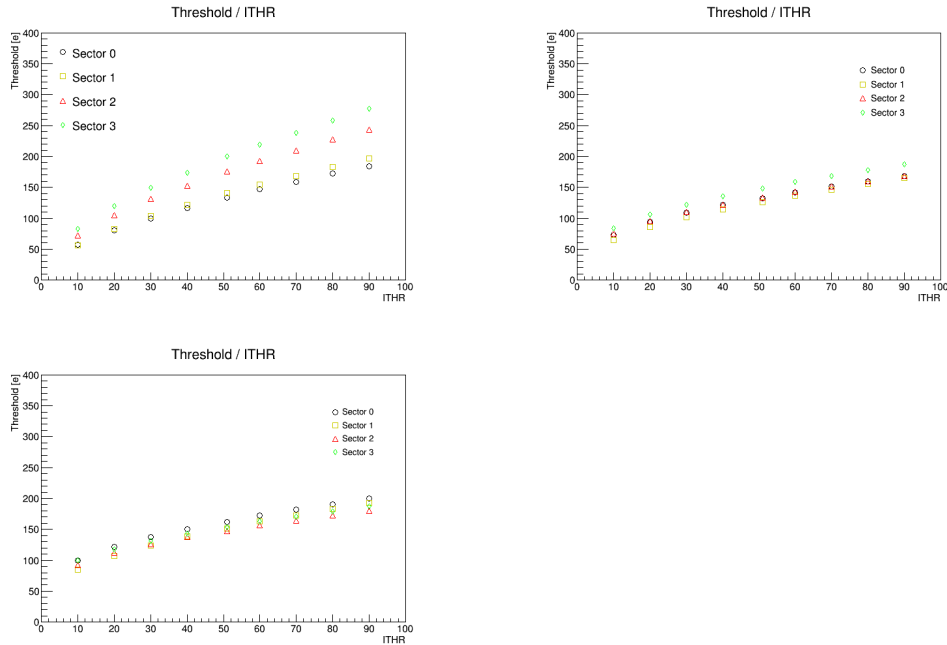 Threshold / ITHR
Threshold [e]
400
350
300
250
200
150
100
50
0
Sector 0
Sector 1
Sector 2
Sector 3
0 10 20 30 40 50 60 70 80 90 100
ITHR
Threshold / ITHR
Threshold [e]
400
350
300
250
200
150
100
50
0
Sector 0
Sector 1
Sector 2
Sector 3
0 10 20 30 40 50 60 70 80 90 100
ITHR
Threshold / ITHR
Threshold [e]
400
350
300
250
200
150
100
50
0
Sector 0
Sector 1
Sector 2
Sector 3
0 10 20 30 40 50 60 70 80 90 100
ITHR